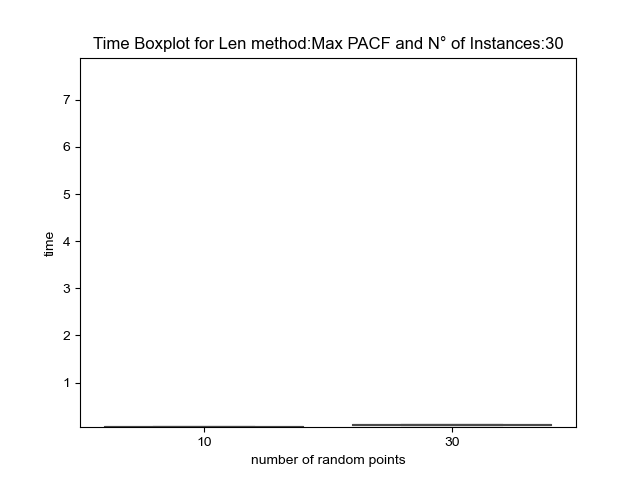 Time Boxplot for Len method:Max PACF and N° of Instances:30
7
6
5
4
3
2
1
time
10 30
number of random points